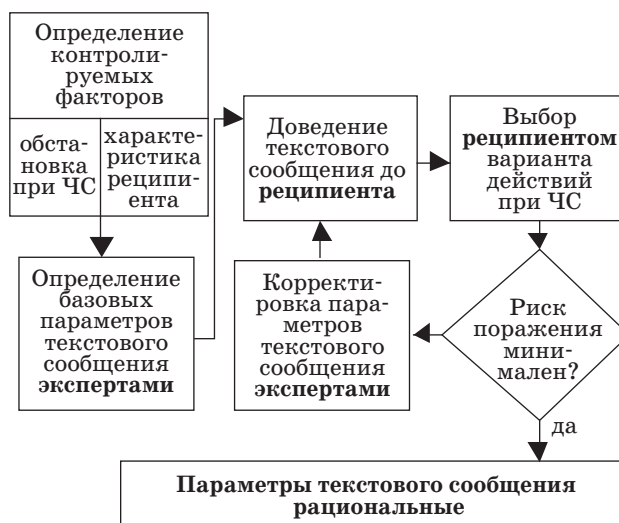 Определение
контроли-
руемых
факторов
обста-
новка
при ЧС
характе-
ристика
реципи-
ента
Определение
базовых
параметров
текстового
сообщения
экспертами
Доведение
текстового
сообщения до
реципиента
Выбор
реципиентом
варианта
действий
при ЧС
Корректи-
ровка пара-
метров
текстового
сообщения
экспертами
Риск
поражения
мини-
мален?
да
Параметры текстового сообщения
рациональные